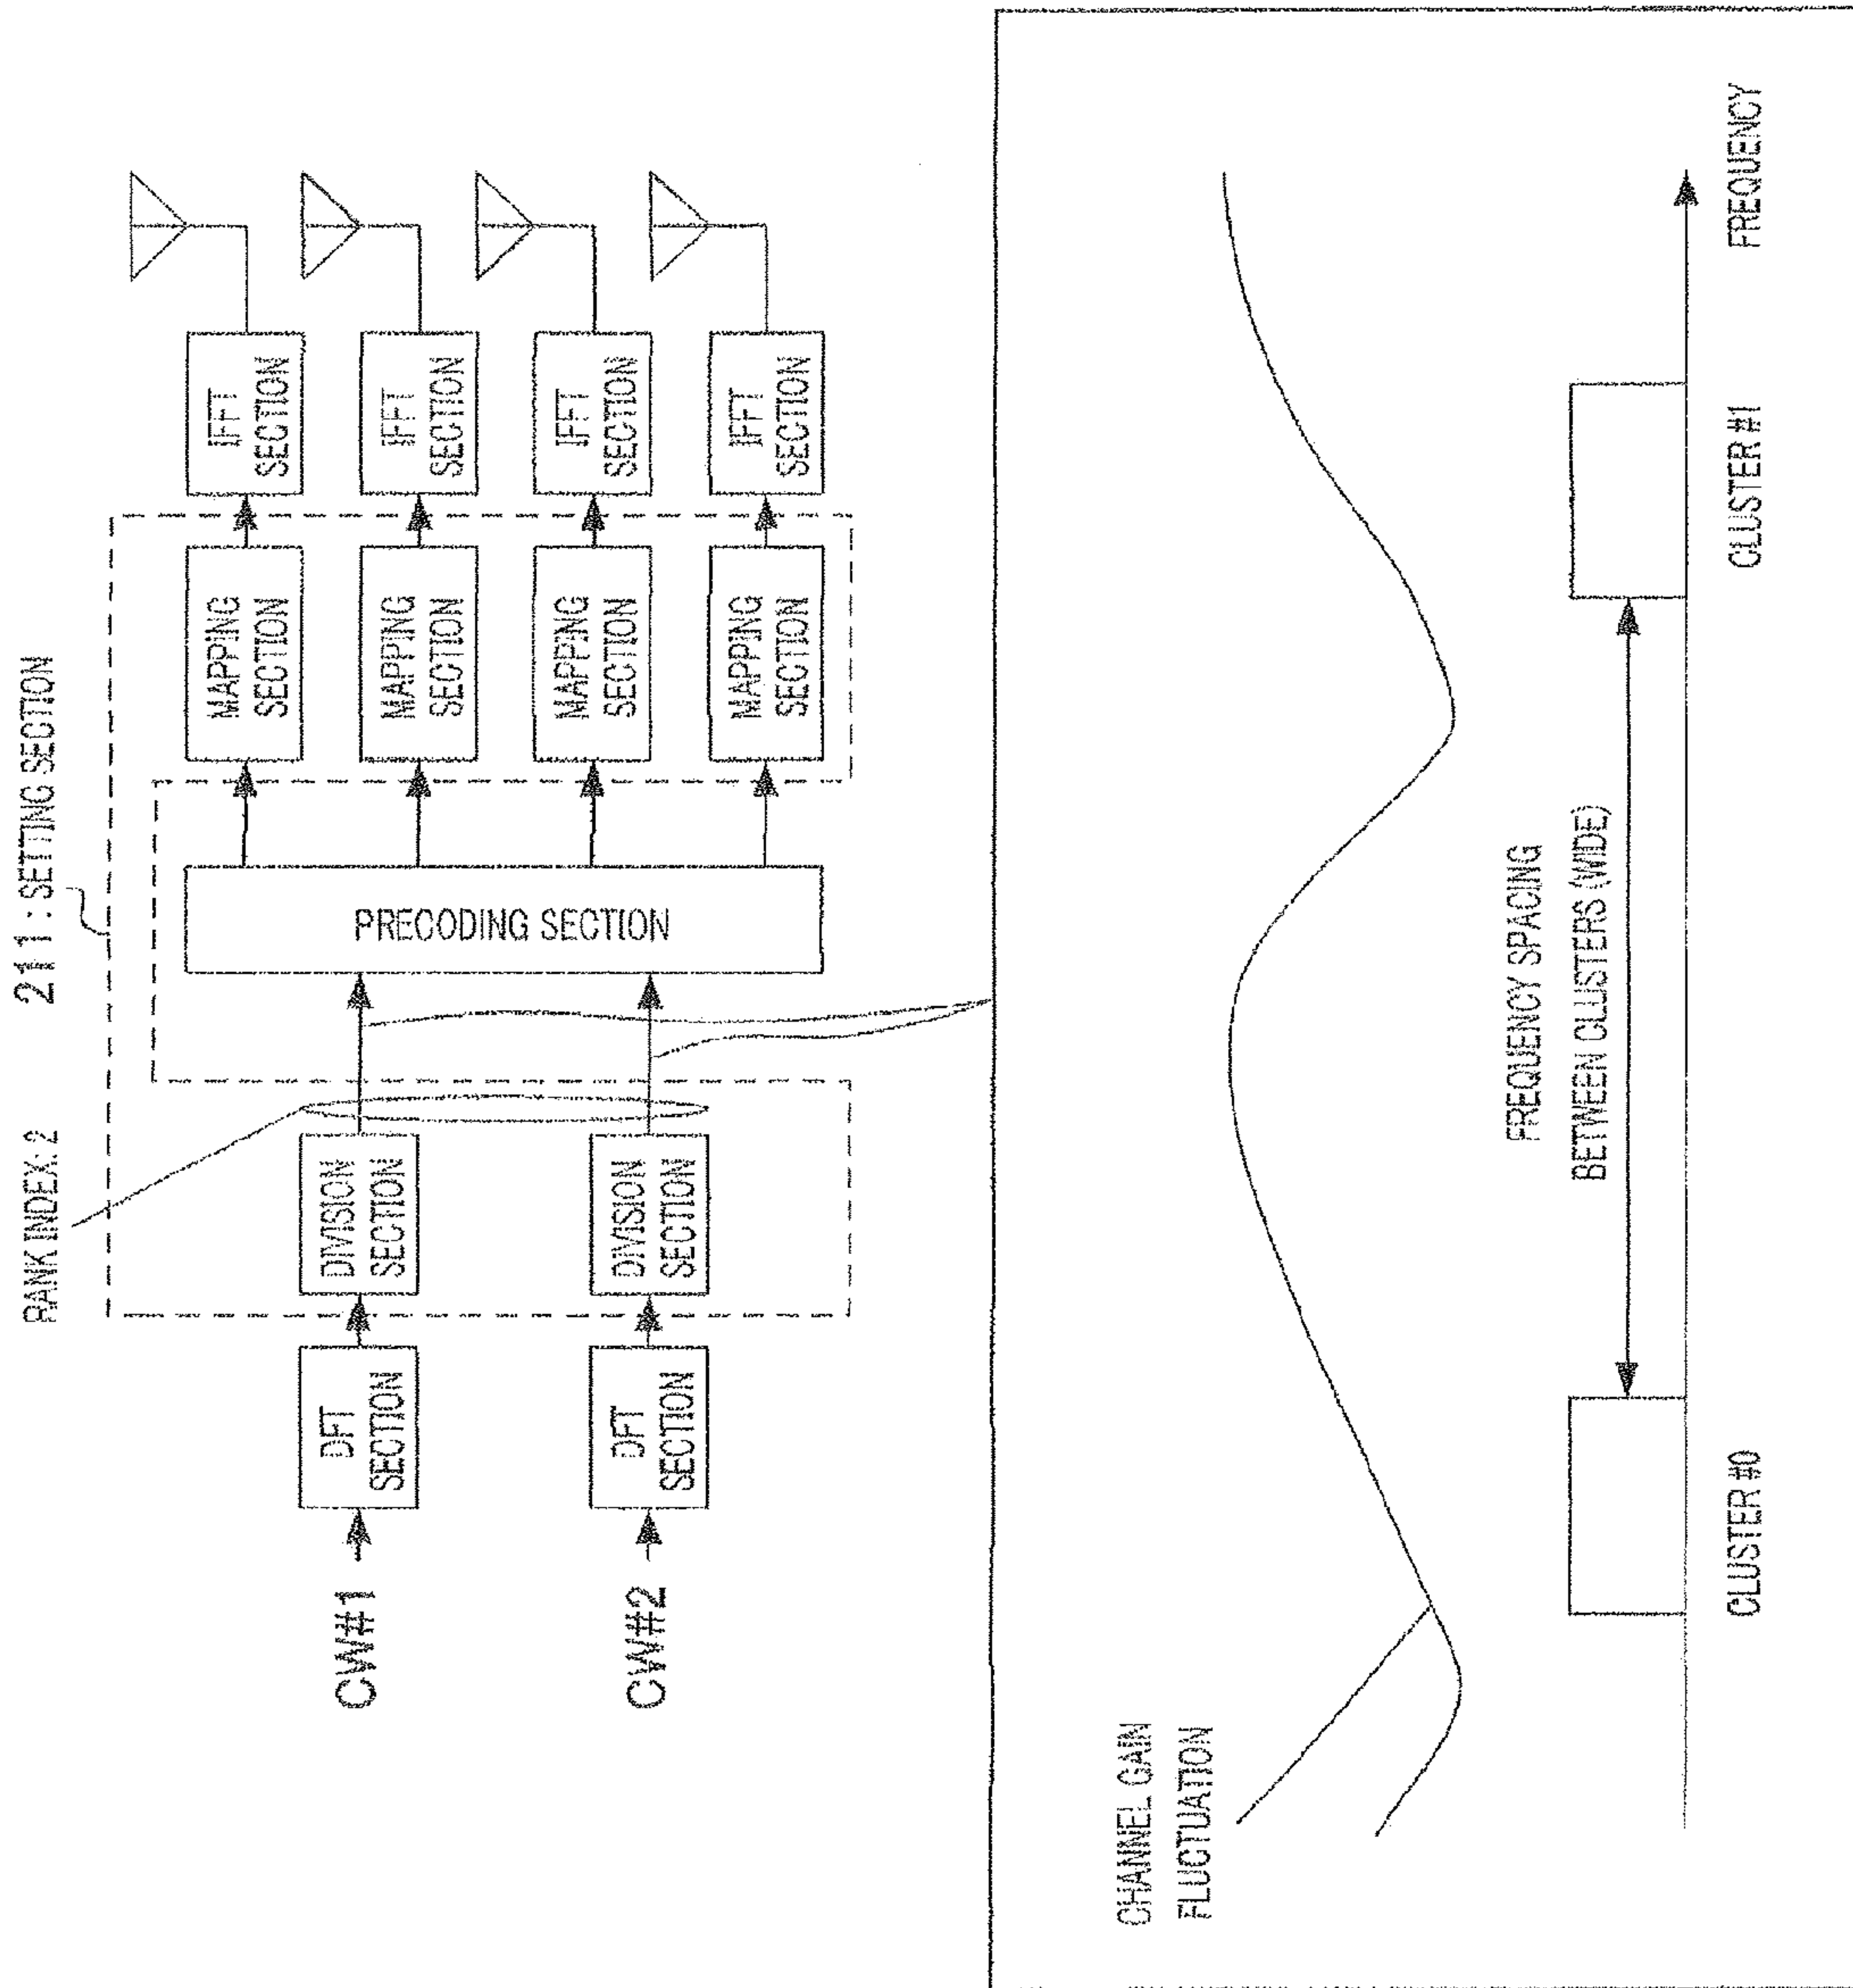 RANK INDEX: 2
211 : SETTING SECTION
CW#1
DFT
SECTION
DIVISION
SECTION
CW#2
DFT
SECTION
DIVISION
SECTION
PRECODING SECTION
MAPPING
SECTION
IFFT
SECTION
MAPPING
SECTION
IFFT
SECTION
MAPPING
SECTION
IFFT
SECTION
MAPPING
SECTION
IFFT
SECTION
CHANNEL GAIN
FLUCTUATION
FREQUENCY SPACING
BETWEEN CLUSTERS (WIDE)
CLUSTER #0
CLUSTER #1
FREQUENCY